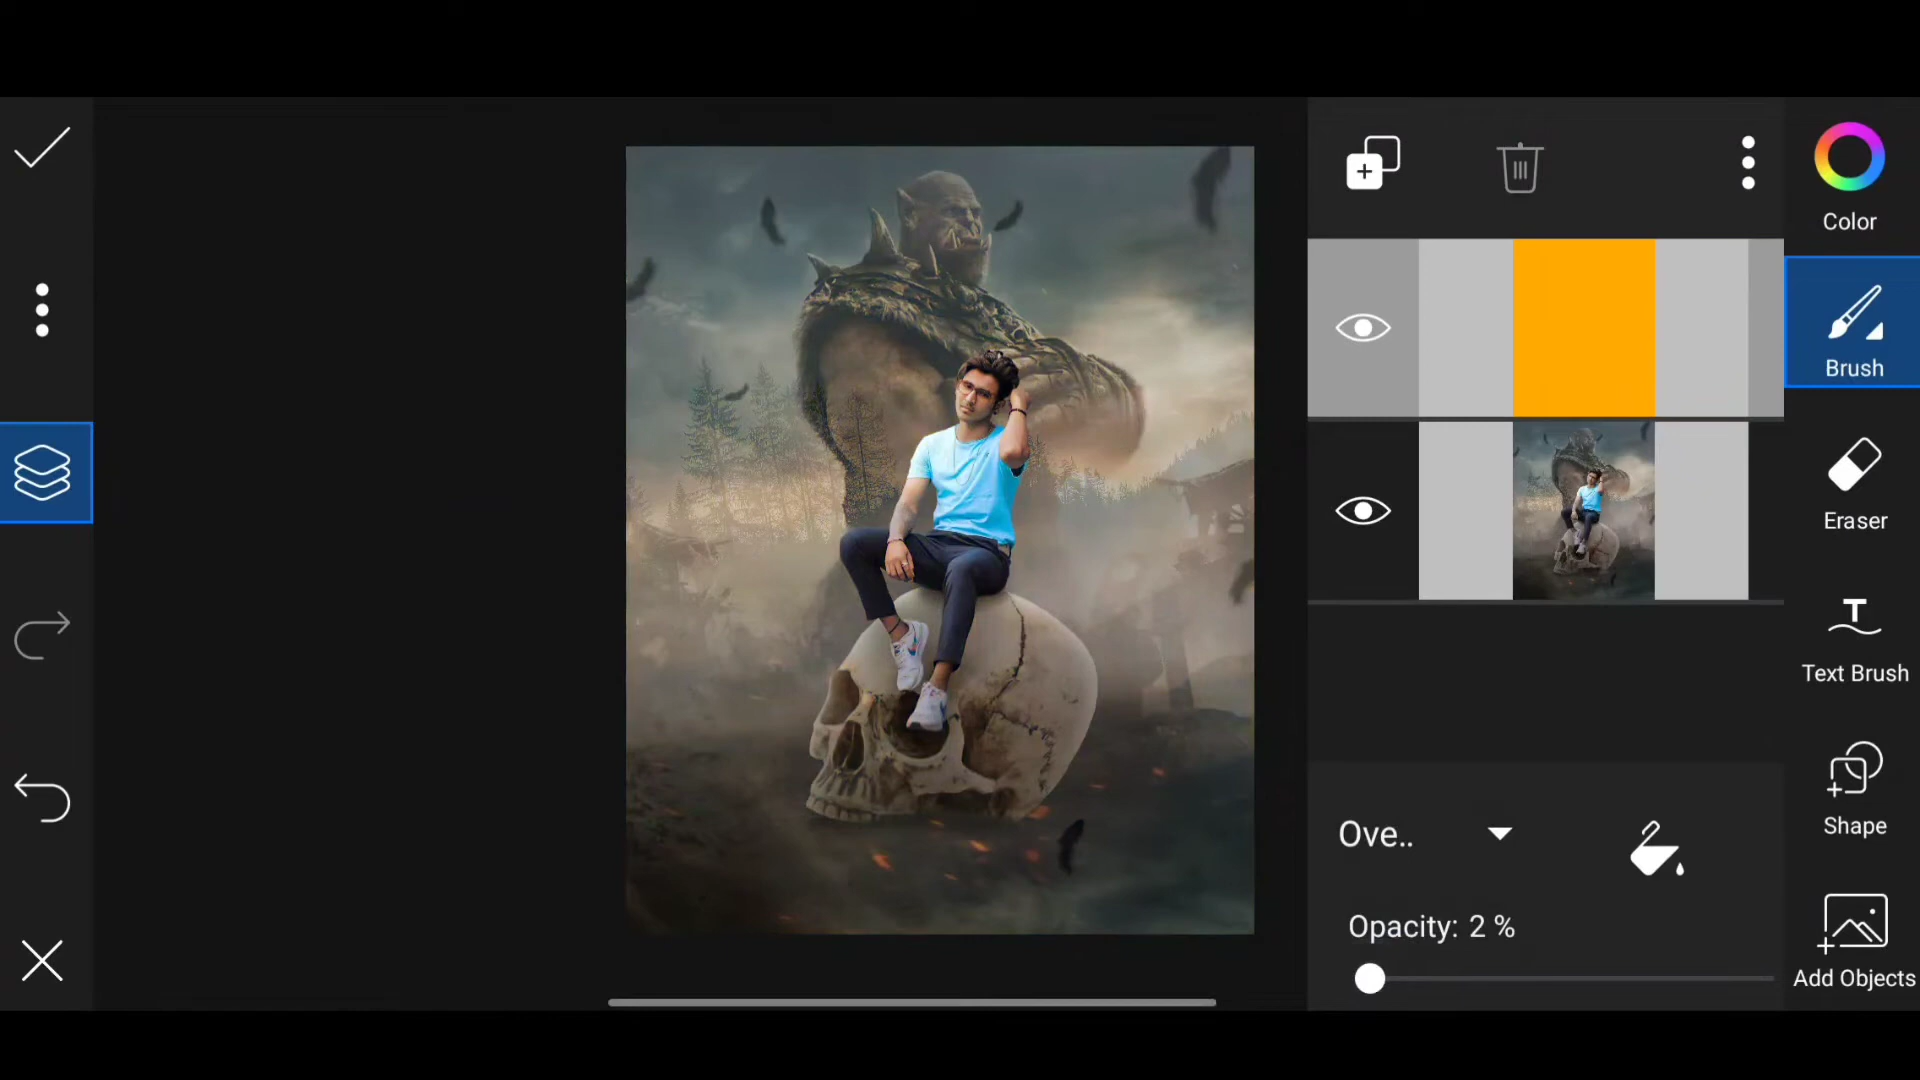 Color
Brush
Eraser
Text Brush
Shape
Add Objects
Ove..
Opacity: 2 %